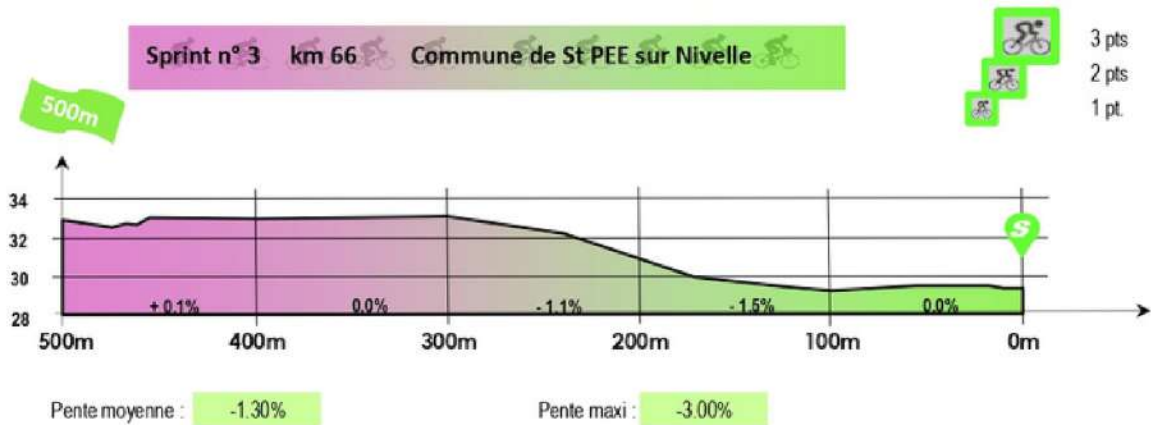 Sprint n° 3 km 66 Commune de St PEE sur Nivelle
3 pts
2 pts
1 pt.
500m
34
32
30
28
+ 0.1% 0.0% -1.1% - 1.5% 0.0%
S
500m 400m 300m 200m 100m 0m
Pente moyenne : -1.30% Pente maxi : -3.00%